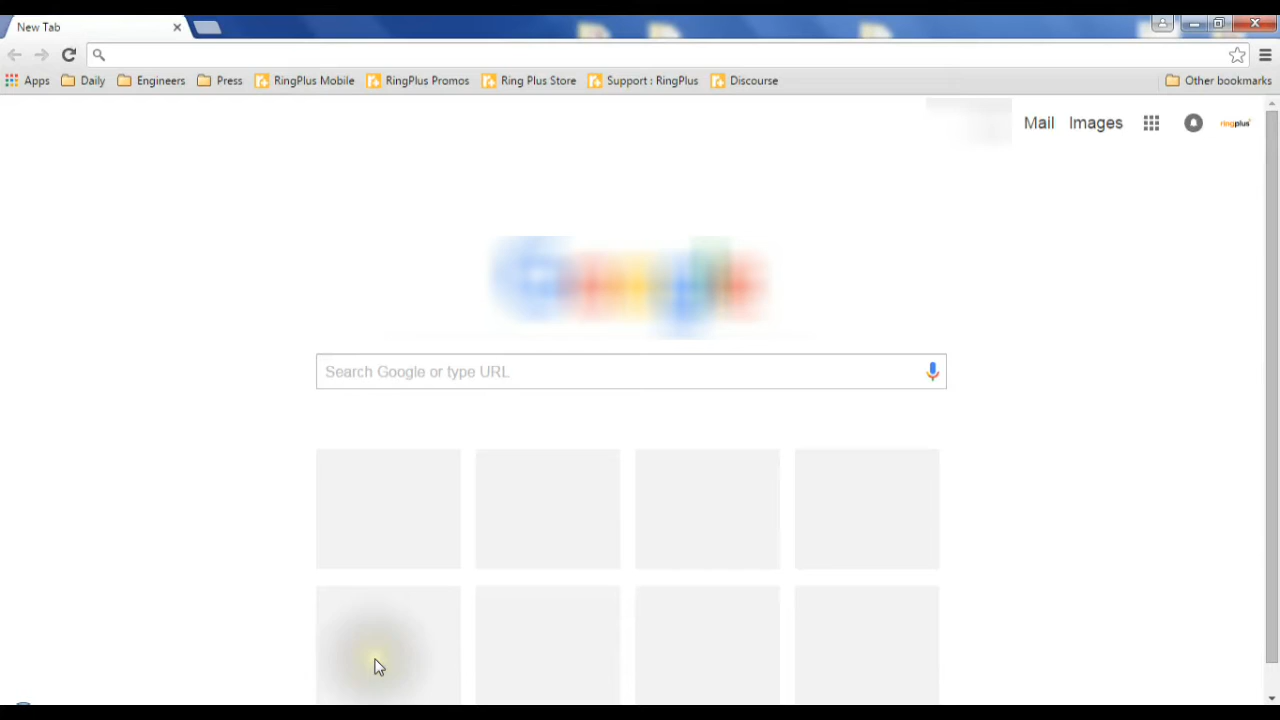 New Tab
Apps Daily Engineers Press RingPlus Mobile RingPlus Promos Ring Plus Store Support : RingPlus Discourse Other bookmarks
Mail Images ringplus
Google
Search Google or type URL